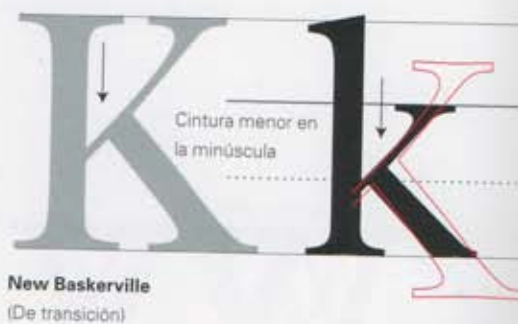 K k
Cintura menor en
la minúscula
New Baskerville
(De transición)